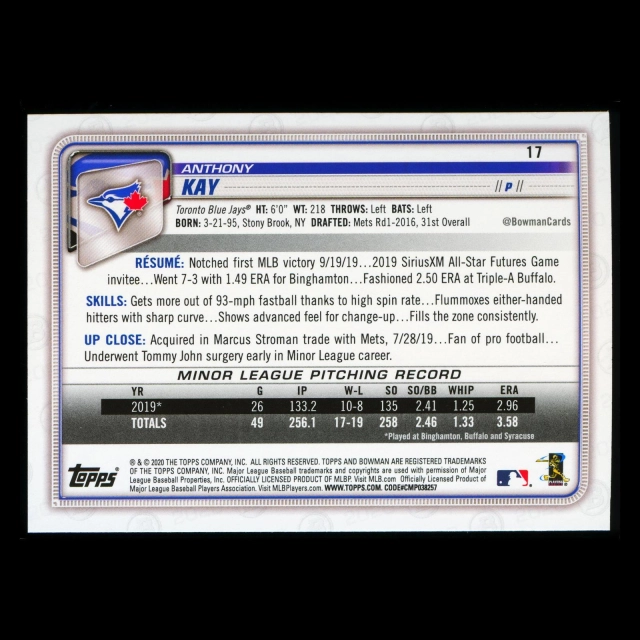 17
ANTHONY
KAY
// P //
Toronto Blue Jays® HT: 6'0" WT: 218 THROWS: Left BATS: Left
BORN: 3-21-95, Stony Brook, NY DRAFTED: Mets Rd1-2016, 31st Overall
@BowmanCards
RÉSUMÉ: Notched first MLB victory 9/19/19...2019 SiriusXM All-Star Futures Game
invitee...Went 7-3 with 1.49 ERA for Binghamton...Fashioned 2.50 ERA at Triple-A Buffalo.
SKILLS: Gets more out of 93-mph fastball thanks to high spin rate...Flummoxes either-handed
hitters with sharp curve...Shows advanced feel for change-up...Fills the zone consistently.
UP CLOSE: Acquired in Marcus Stroman trade with Mets, 7/28/19...Fan of pro football...
Underwent Tommy John surgery early in Minor League career.
MINOR LEAGUE PITCHING RECORD
YR G IP W-L SO SO/BB WHIP ERA
2019* 26 133.2 10-8 135 2.41 1.25 2.96
TOTALS 49 256.1 17-19 258 2.46 1.33 3.58
*Played at Binghamton, Buffalo and Syracuse
Topps®
® & © 2020 THE TOPPS COMPANY, INC. ALL RIGHTS RESERVED. TOPPS AND BOWMAN ARE REGISTERED TRADEMARKS
OF THE TOPPS COMPANY, INC. Major League Baseball trademarks and copyrights are used with permission of Major
League Baseball Properties, Inc. OFFICIALLY LICENSED PRODUCT OF MLBP. Visit MLB.com Officially Licensed Product of
Major League Baseball Players Association. Visit MLBPLAYERS.com WWW.TOPPS.COM. CODE#CMP038257